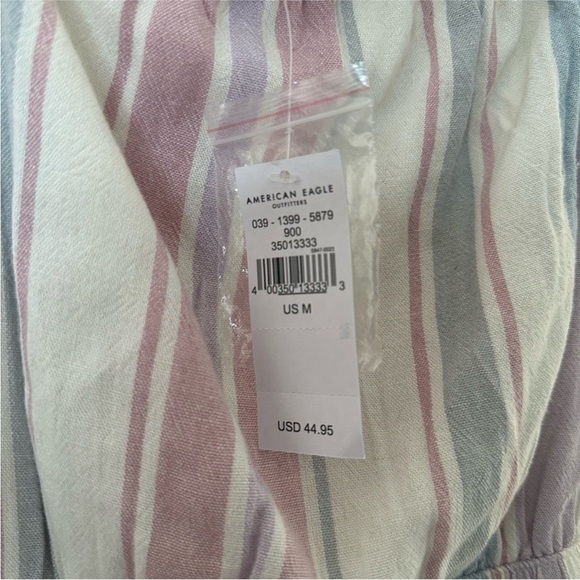 AMERICAN EAGLE
OUTFITTERS
039 - 1399 - 5879
900
35013333
4 00350 13333 3
US M
USD 44.95